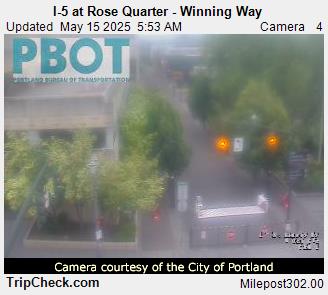 I-5 at Rose Quarter - Winning Way
Updated May 15 2025 5:53 AM Camera 4
PBOT
PORTLAND BUREAU OF TRANSPORTATION
Camera courtesy of the City of Portland
TripCheck.com Milepost302.00